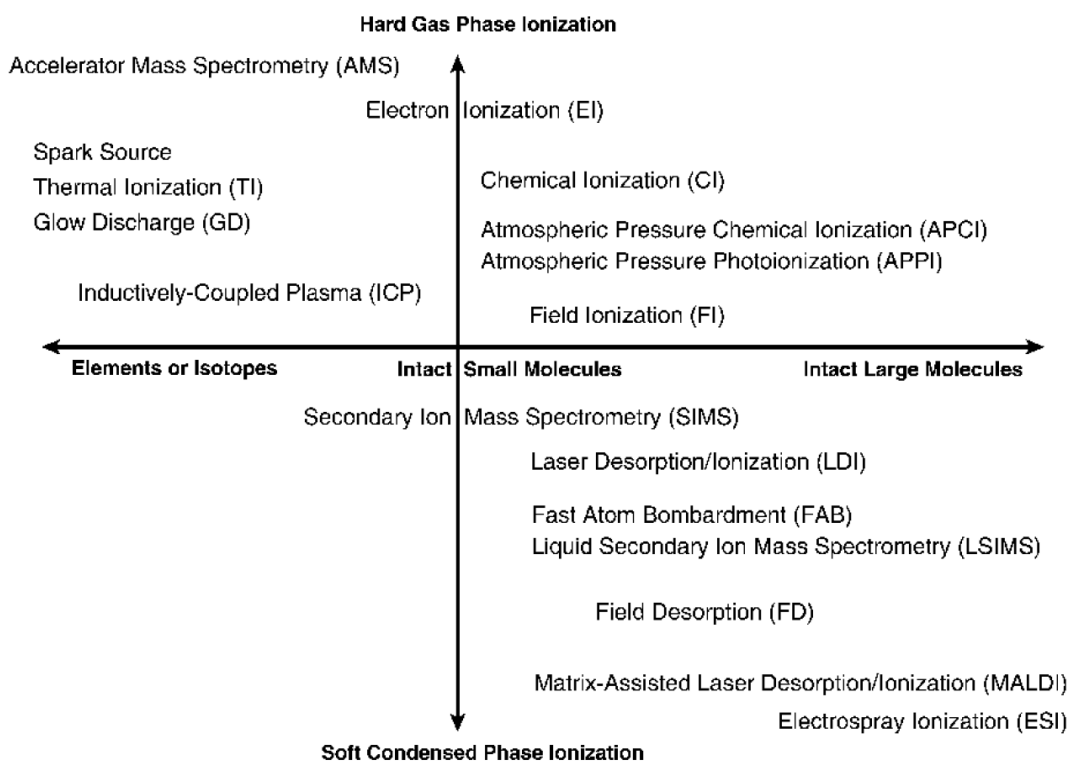 Hard Gas Phase Ionization
Accelerator Mass Spectrometry (AMS)
Electron Ionization (EI)
Spark Source
Thermal Ionization (TI)
Glow Discharge (GD)
Chemical Ionization (CI)
Atmospheric Pressure Chemical Ionization (APCI)
Atmospheric Pressure Photoionization (APPI)
Inductively-Coupled Plasma (ICP)
Field Ionization (FI)
Elements or Isotopes
Intact Small Molecules
Intact Large Molecules
Secondary Ion Mass Spectrometry (SIMS)
Laser Desorption/Ionization (LDI)
Fast Atom Bombardment (FAB)
Liquid Secondary Ion Mass Spectrometry (LSIMS)
Field Desorption (FD)
Matrix-Assisted Laser Desorption/Ionization (MALDI)
Electrospray Ionization (ESI)
Soft Condensed Phase Ionization